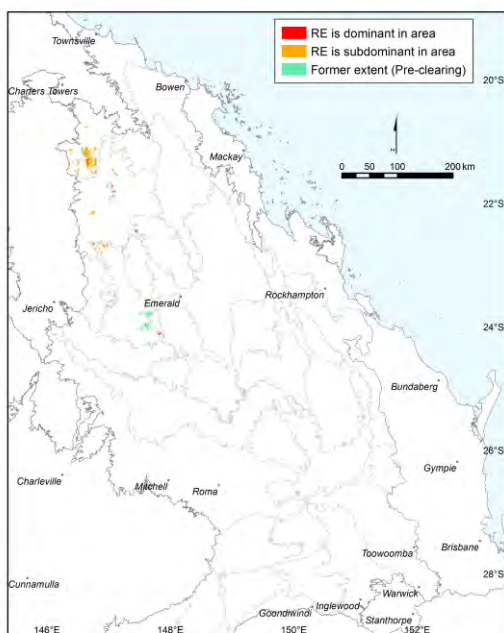 Townsville
RE is dominant in area
RE is subdominant in area
Former extent (Pre-clearing)
20°S
Charters Towers
Bowen
Mackay
0 50 100 200 km
22°S
Jericho
Emerald
Rockhampton
24°S
Bundaberg
26°S
Charleville
Mitchell
Roma
Gympie
Brisbane
Toowoomba
28°S
Cunnamulla
Warwick
Goondiwindi
Inglewood
Stanthorpe
146°E
148°E
150°E
152°E